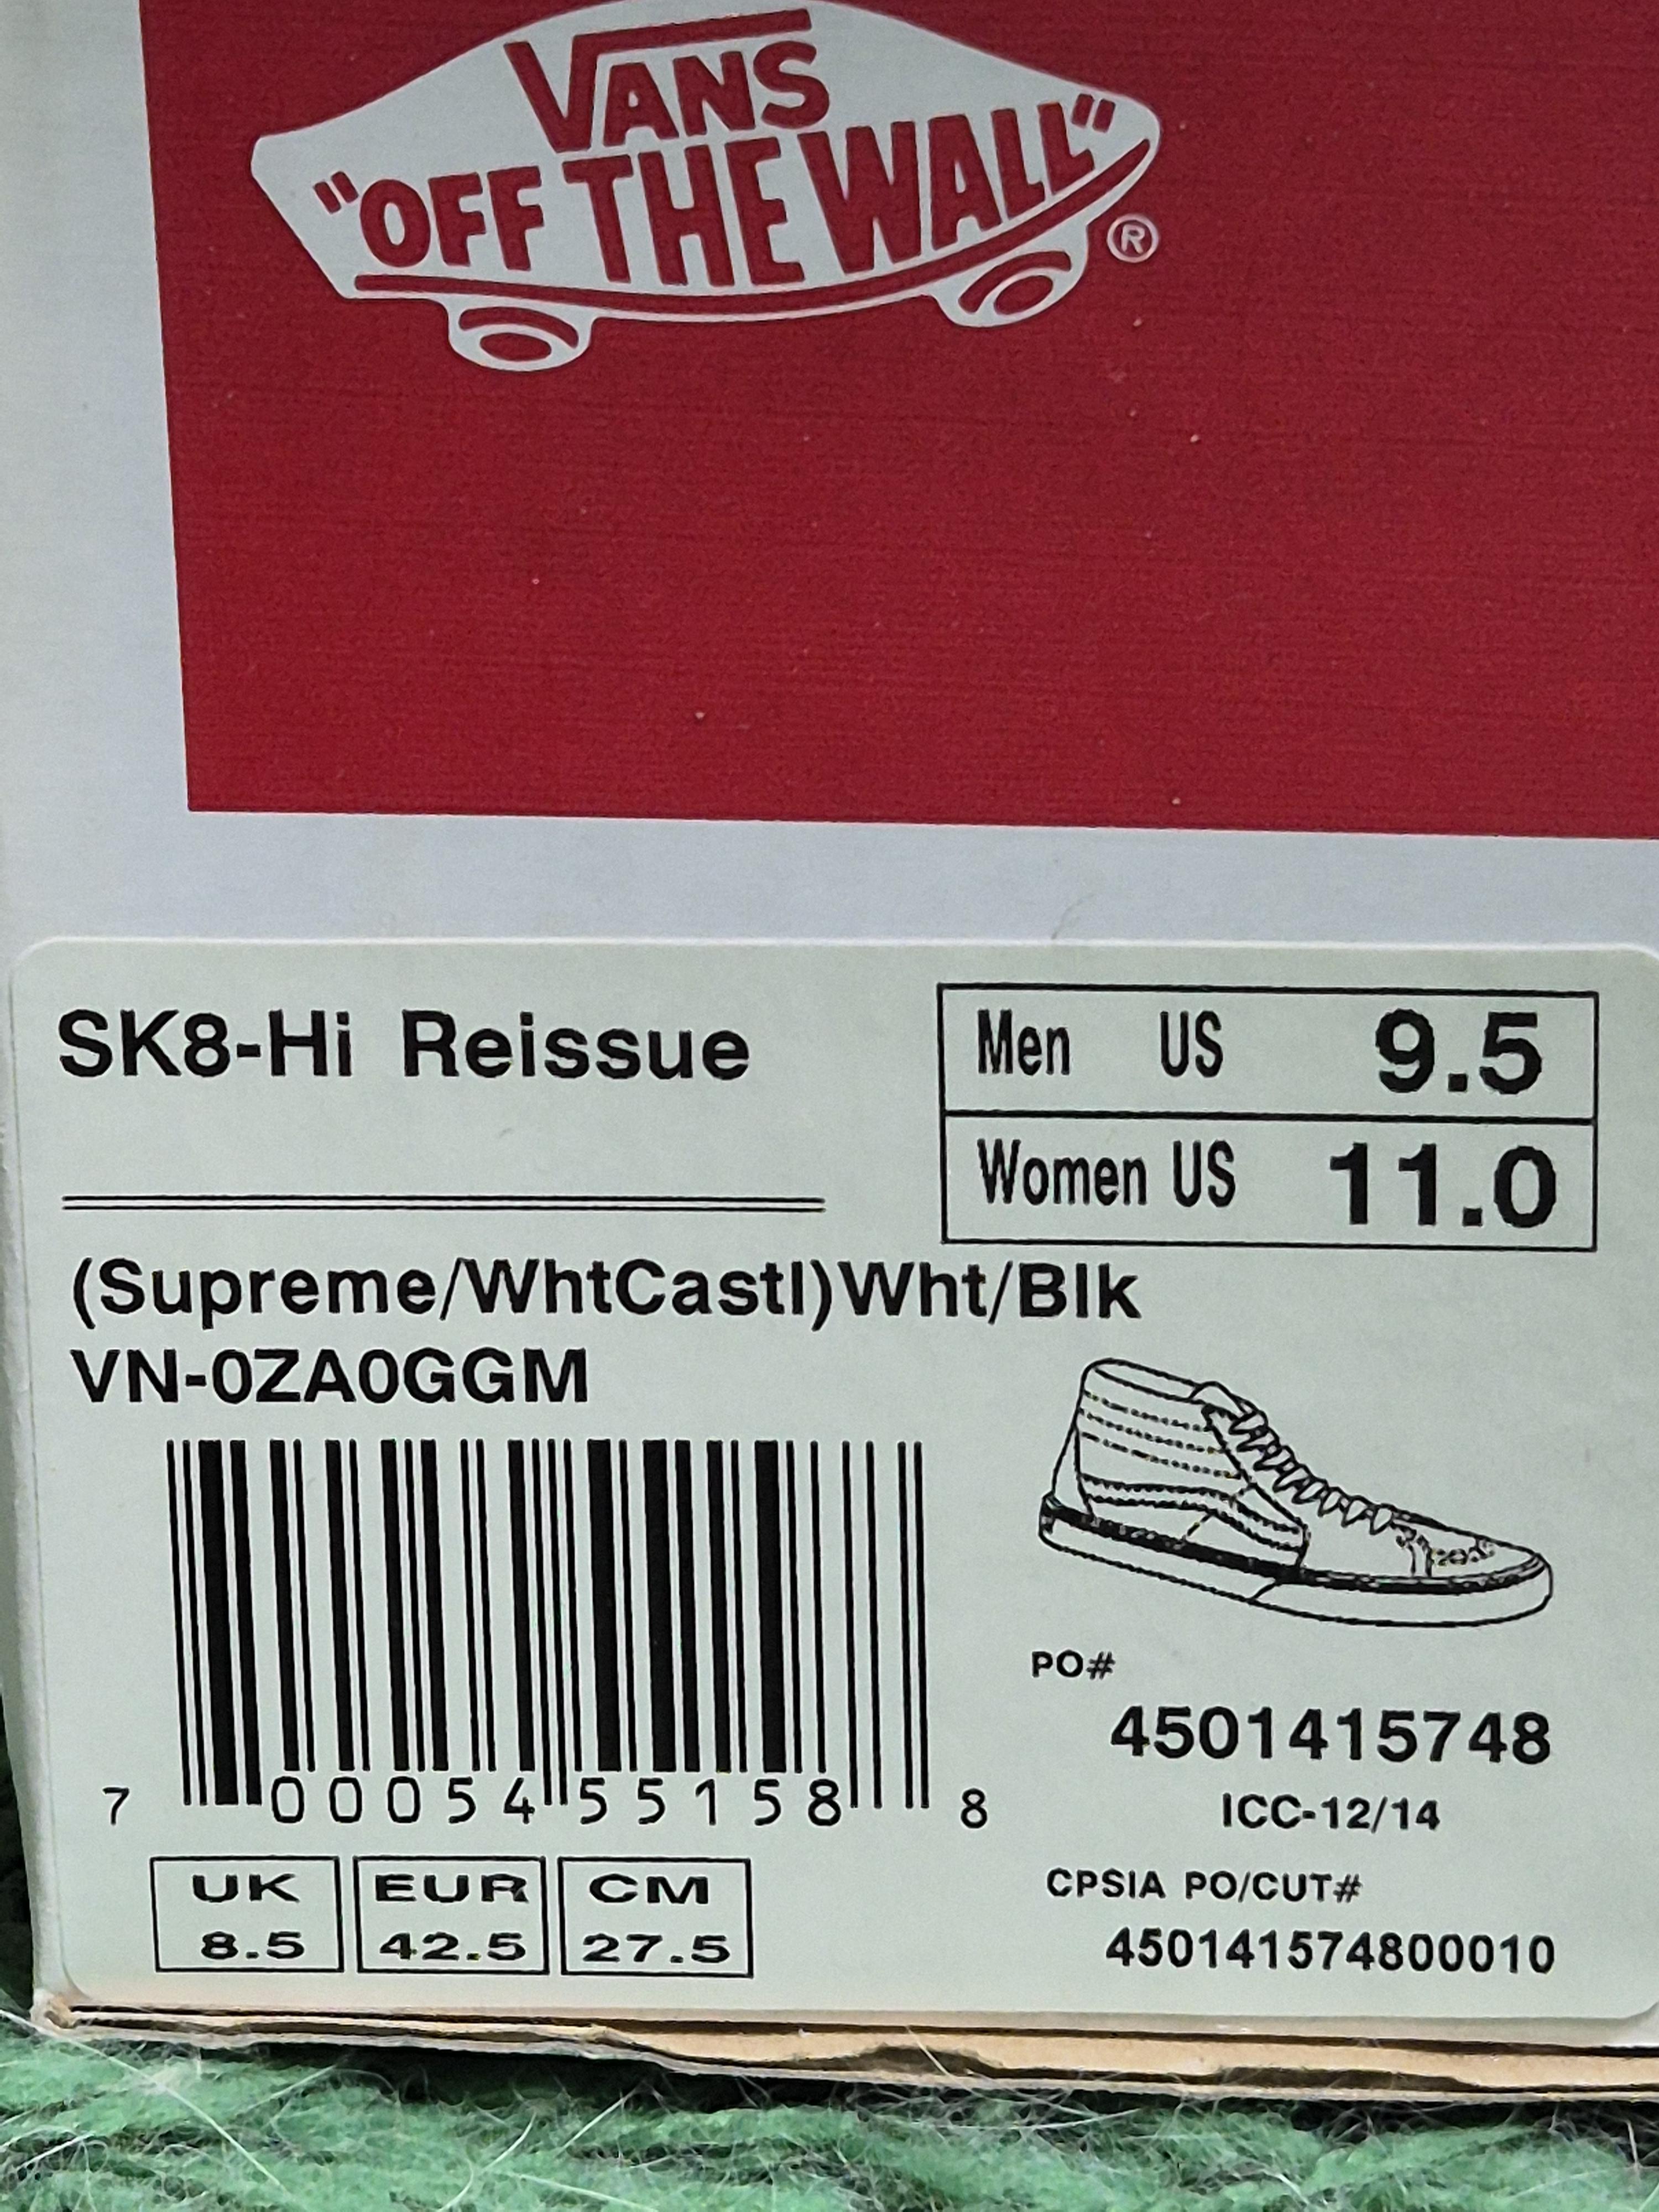 VANS
"OFF THE WALL"
®
SK8-Hi Reissue
Men US 9.5
Women US 11.0
(Supreme/WhtCastl)Wht/Blk
VN-0ZA0GGM
7 00054 55158 8
PO#
4501415748
ICC-12/14
CPSIA PO/CUT#
450141574800010
UK EUR CM
8.5 42.5 27.5